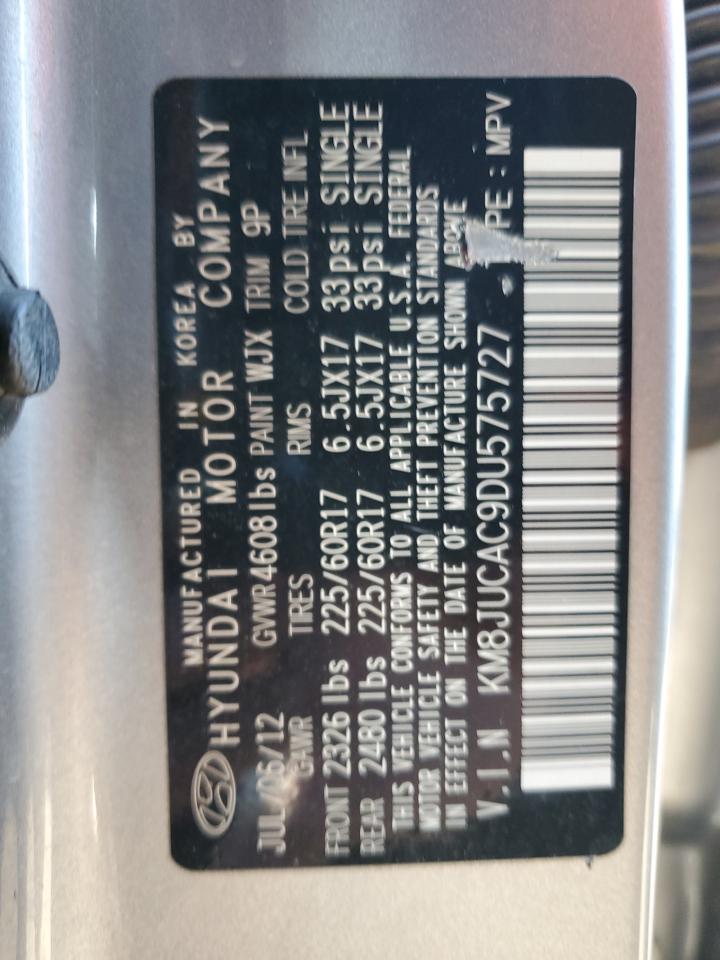 MANUFACTURED IN KOREA BY
HYUNDAI MOTOR COMPANY
JUL/06/12 GVWR 4608lbs PAINT WJX TRIM 9P
GAWR TIRES RIMS COLD TIRE INFL
FRONT 2326 lbs 225/60R17 6.5JX17 33psi SINGLE
REAR 2480 lbs 225/60R17 6.5JX17 33psi SINGLE
THIS VEHICLE CONFORMS TO ALL APPLICABLE U.S.A. FEDERAL
MOTOR VEHICLE SAFETY AND THEFT PREVENTION STANDARDS
IN EFFECT ON THE DATE OF MANUFACTURE SHOWN ABOVE
V.I.N KM8JUCAC9DU575727 PE: MPV